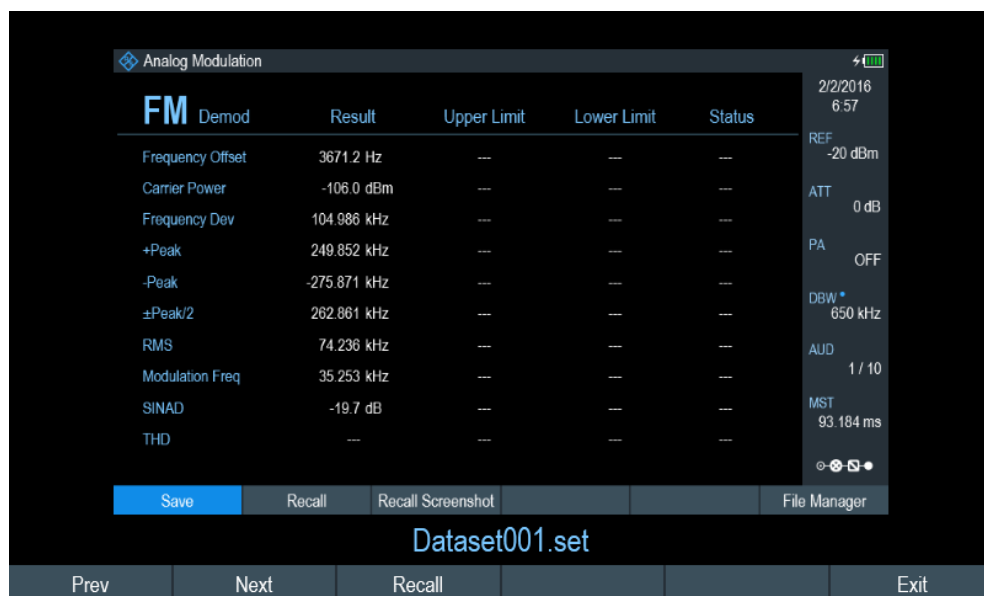 Analog Modulation
2/2/2016
6:57
FM Demod Result Upper Limit Lower Limit Status
REF
-20 dBm
Frequency Offset 3671.2 Hz --- --- ---
Carrier Power -106.0 dBm --- --- ---
ATT
0 dB
Frequency Dev 104.986 kHz --- --- ---
+Peak 249.852 kHz --- --- ---
PA
OFF
-Peak -275.871 kHz --- --- ---
±Peak/2 262.861 kHz --- --- ---
DBW
650 kHz
RMS 74.236 kHz --- --- ---
AUD
1 / 10
Modulation Freq 35.253 kHz --- --- ---
SINAD -19.7 dB --- --- ---
MST
93.184 ms
THD --- --- --- ---
Save Recall Recall Screenshot File Manager
Dataset001.set
Prev Next Recall Exit